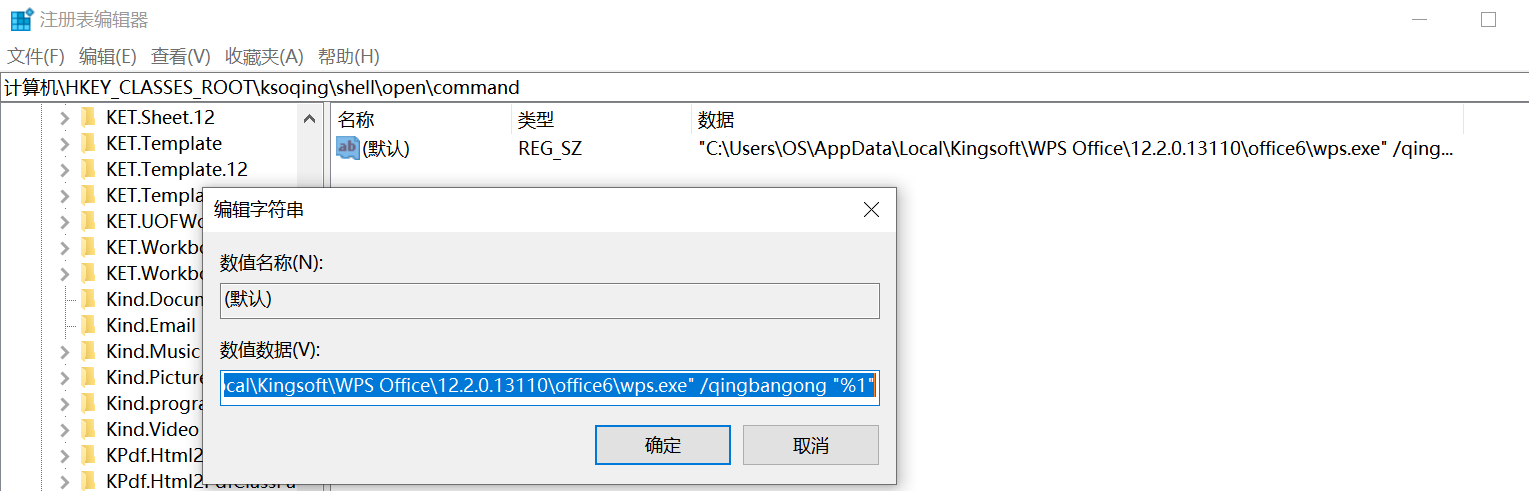 注册表编辑器
文件(F) 编辑(E) 查看(V) 收藏夹(A) 帮助(H)
计算机\HKEY_CLASSES_ROOT\ksoqing\shell\open\command
KET.Sheet.12
KET.Template
KET.Template.12
KET.Templa
KET.UOFWo
KET.Workbo
KET.Workbo
Kind.Docum
Kind.Email
Kind.Music
Kind.Picture
Kind.progra
Kind.Video
KPdf.Html2
KPdf.Html2PdfClassFa
名称 类型 数据
ab (默认) REG_SZ "C:\Users\OS\AppData\Local\Kingsoft\WPS Office\12.2.0.13110\office6\wps.exe" /qing...
编辑字符串
数值名称(N):
(默认)
数值数据(V):
ocal\Kingsoft\WPS Office\12.2.0.13110\office6\wps.exe" /qingbangong "%1"
确定 取消